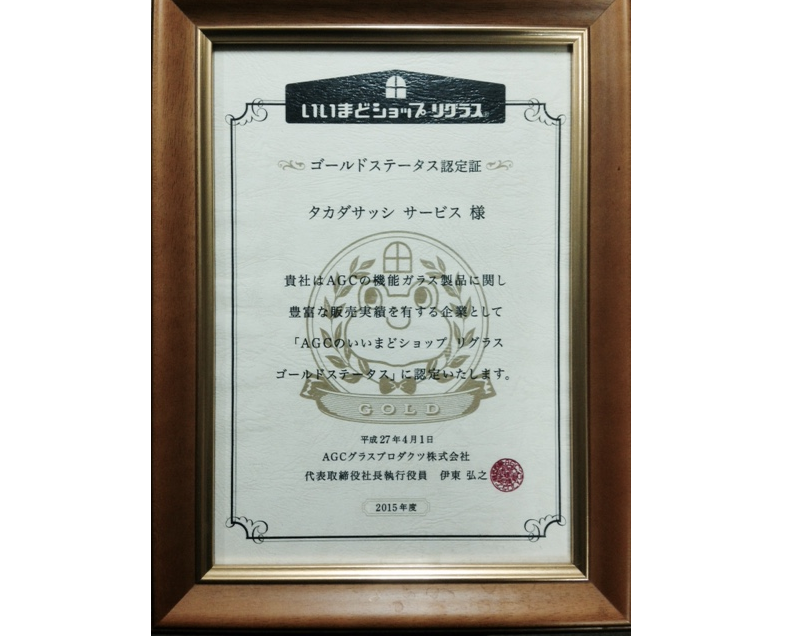 いいまどショップ リグラス®
ゴールドステータス認定証
タカダサッシ サービス 様
貴社はAGCの機能ガラス製品に関し
豊富な販売実績を有する企業として
「AGCのいいまどショップ リグラス
ゴールドステータス」に認定いたします。
GOLD
平成27年4月1日
AGCグラスプロダクツ株式会社
代表取締役社長執行役員 伊東 弘之
2015年度